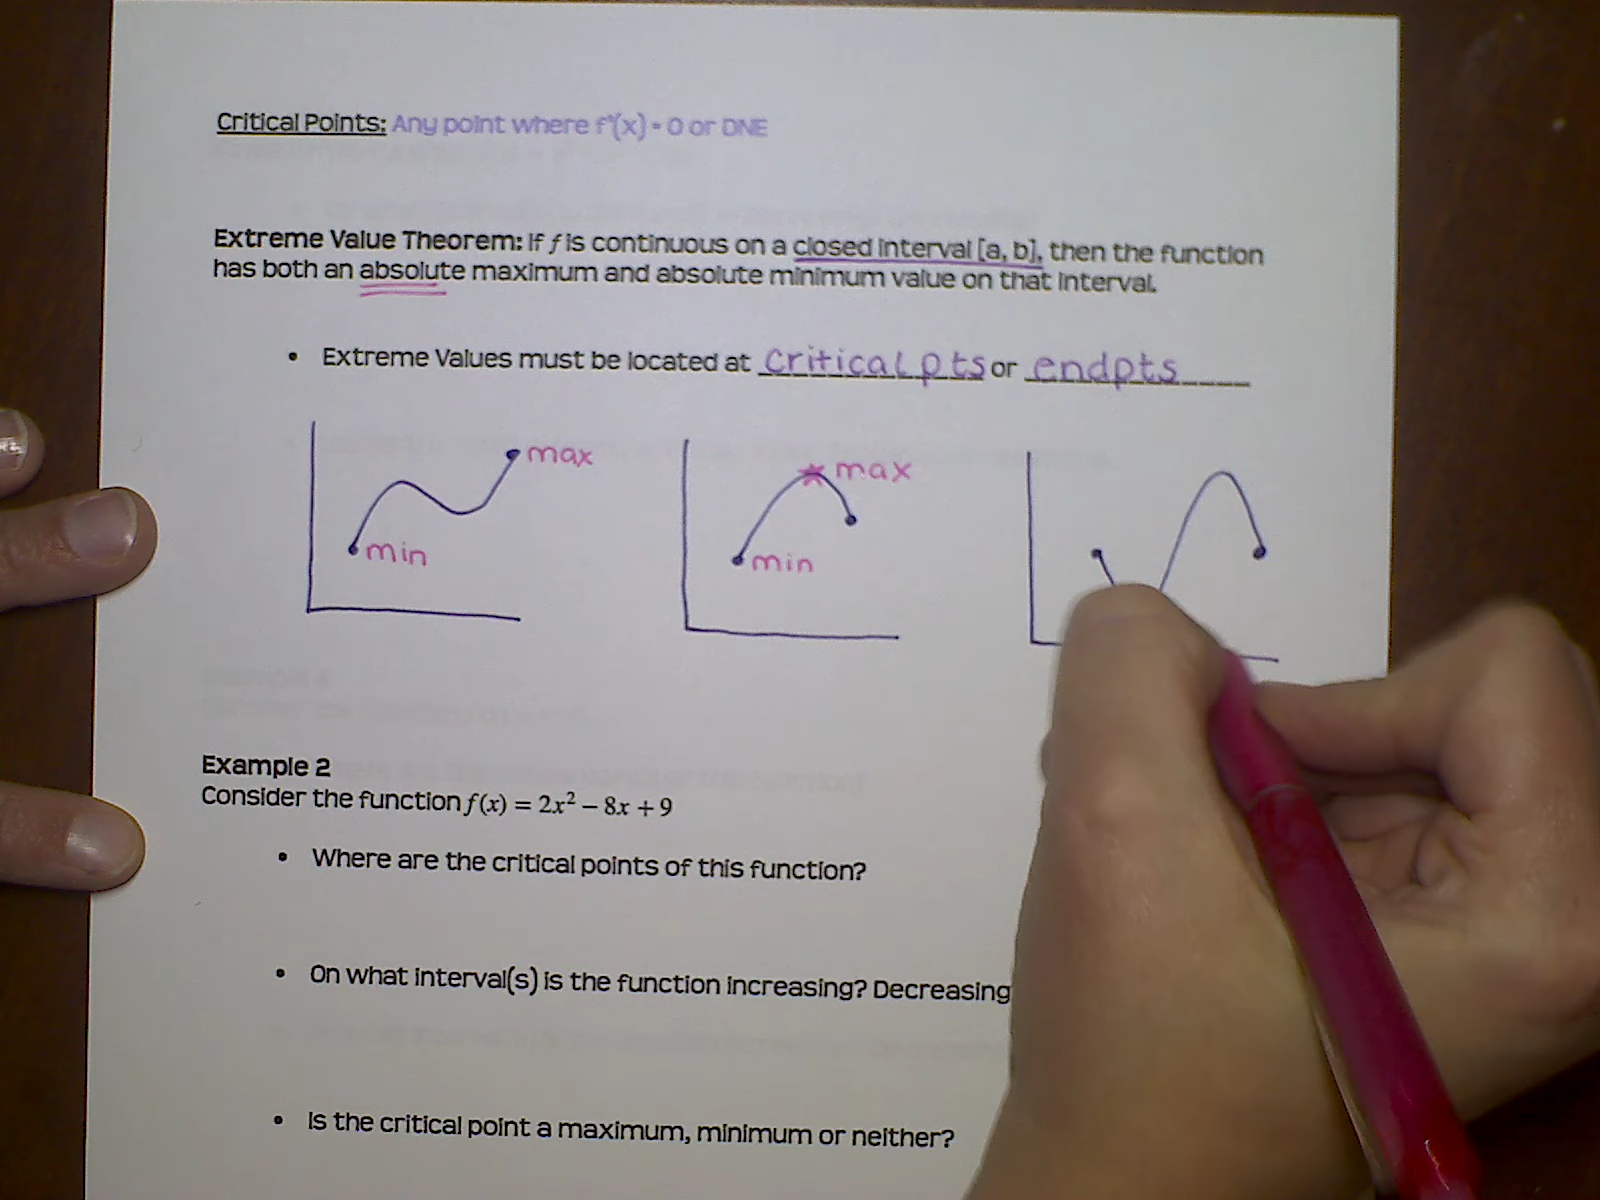 Critical Points: Any point where f'(x) = 0 or DNE
Extreme Value Theorem: If f is continuous on a closed interval [a, b], then the function
has both an absolute maximum and absolute minimum value on that interval.
• Extreme Values must be located at critical pts or endpts
max
min
max
min
Example 2
Consider the function f(x) = 2x² – 8x + 9
• Where are the critical points of this function?
• On what interval(s) is the function increasing? Decreasing
• Is the critical point a maximum, minimum or neither?